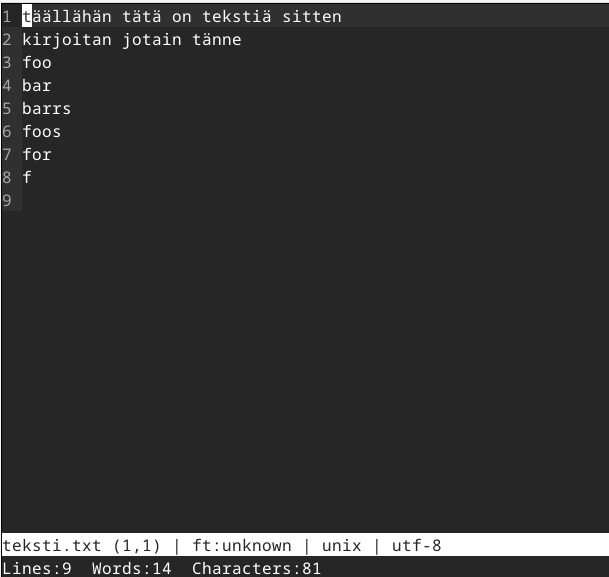 1 täällähän tätä on tekstiä sitten
2 kirjoitan jotain tänne
3 foo
4 bar
5 barrs
6 foos
7 for
8 f
9
teksti.txt (1,1) | ft:unknown | unix | utf-8
Lines:9  Words:14  Characters:81